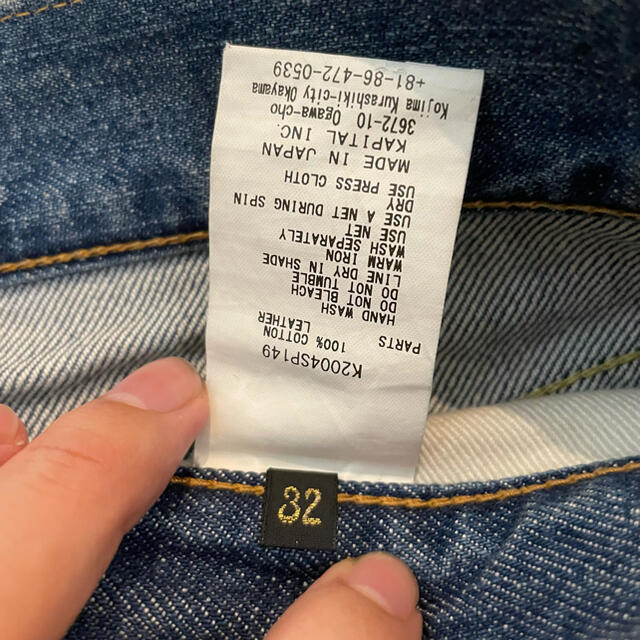 K2004SP149
100% COTTON
PARTS LEATHER
HAND WASH
DO NOT BLEACH
DO NOT TUMBLE
LINE DRY IN SHADE
WARM IRON
WASH SEPARATELY
USE NET
USE A NET DURING SPIN
DRY
USE PRESS CLOTH
MADE IN JAPAN
KAPITAL INC.
3672-10 Ogawa-cho
Kojima Kurashiki-city Okayama
+81-86-472-0539
32